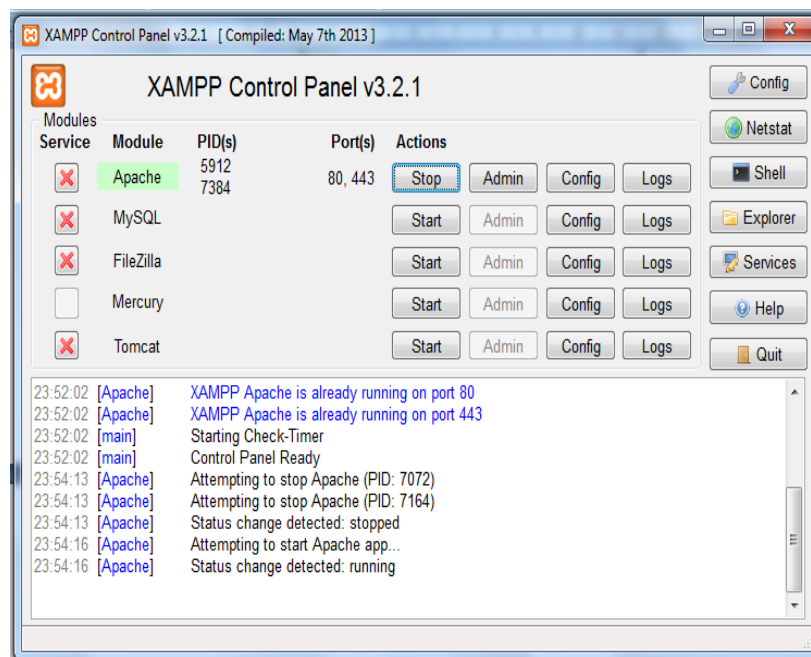 XAMPP Control Panel v3.2.1 [ Compiled: May 7th 2013 ]
XAMPP Control Panel v3.2.1
Config
Netstat
Shell
Explorer
Services
Help
Quit
Modules
Service Module PID(s) Port(s) Actions
Apache 5912 7384 80, 443 Stop Admin Config Logs
MySQL Start Admin Config Logs
FileZilla Start Admin Config Logs
Mercury Start Admin Config Logs
Tomcat Start Admin Config Logs
23:52:02 [Apache] XAMPP Apache is already running on port 80
23:52:02 [Apache] XAMPP Apache is already running on port 443
23:52:02 [main] Starting Check-Timer
23:52:02 [main] Control Panel Ready
23:54:13 [Apache] Attempting to stop Apache (PID: 7072)
23:54:13 [Apache] Attempting to stop Apache (PID: 7164)
23:54:13 [Apache] Status change detected: stopped
23:54:16 [Apache] Attempting to start Apache app...
23:54:16 [Apache] Status change detected: running